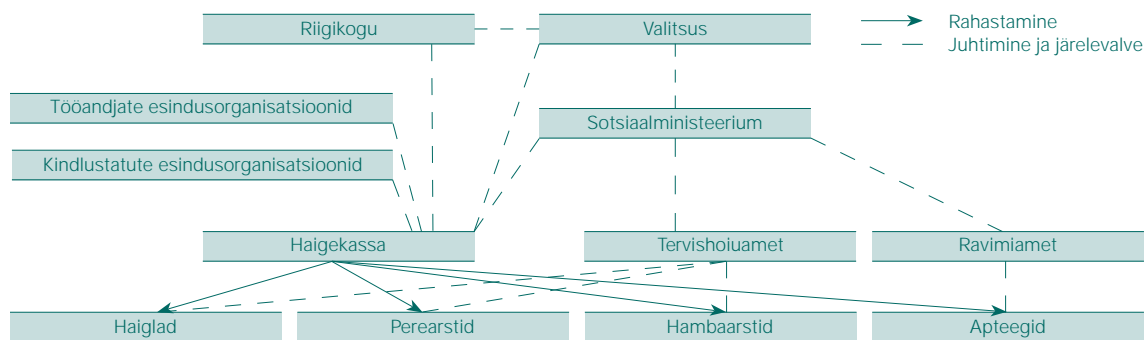 Riigikogu
Valitsus
Rahastamine
Juhtimine ja järelevalve
Tööandjate esindusorganisatsioonid
Sotsiaalministeerium
Kindlustatute esindusorganisatsioonid
Haigekassa
Tervishoiuamet
Ravimiamet
Haiglad
Perearstid
Hambaarstid
Apteegid